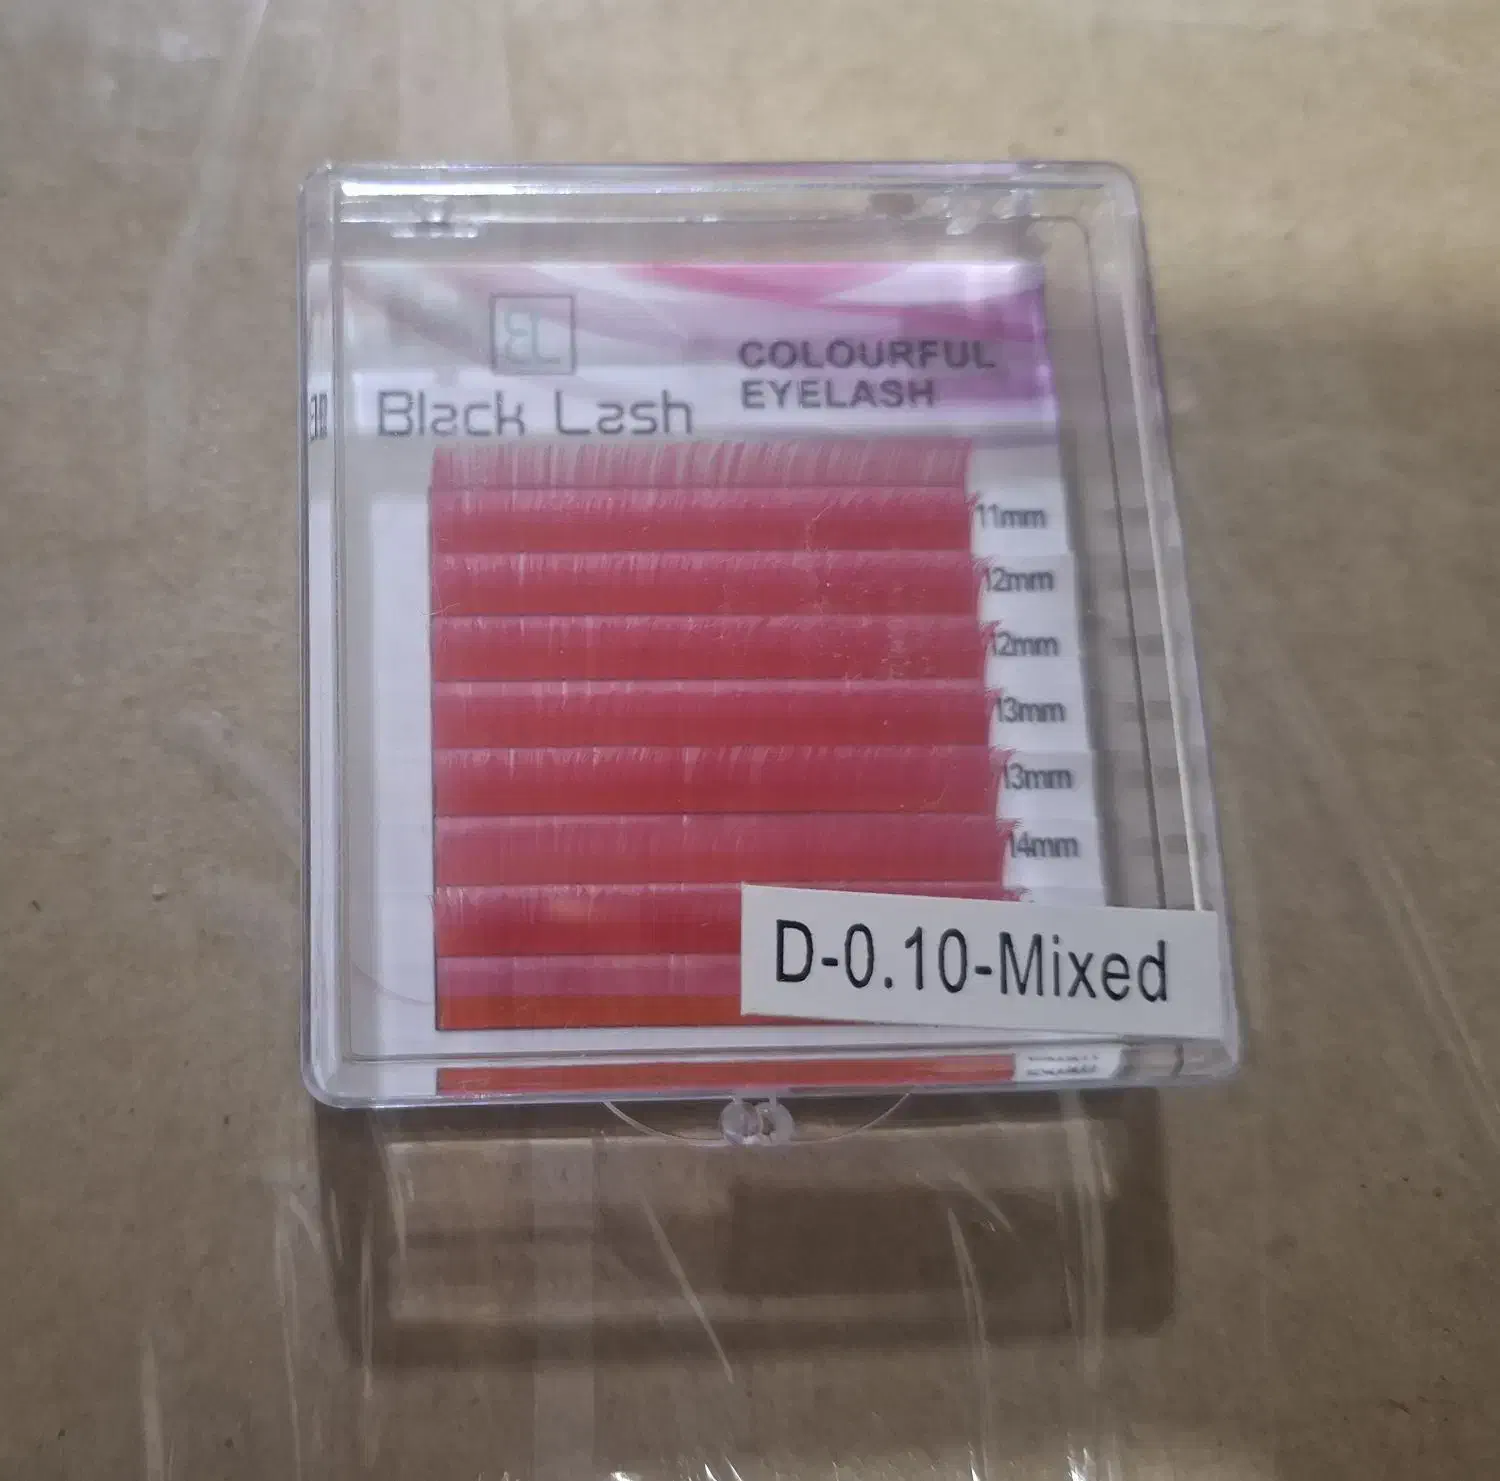 BL
Black Lash
COLOURFUL
EYELASH
11mm
12mm
12mm
13mm
13mm
14mm
D-0.10-Mixed